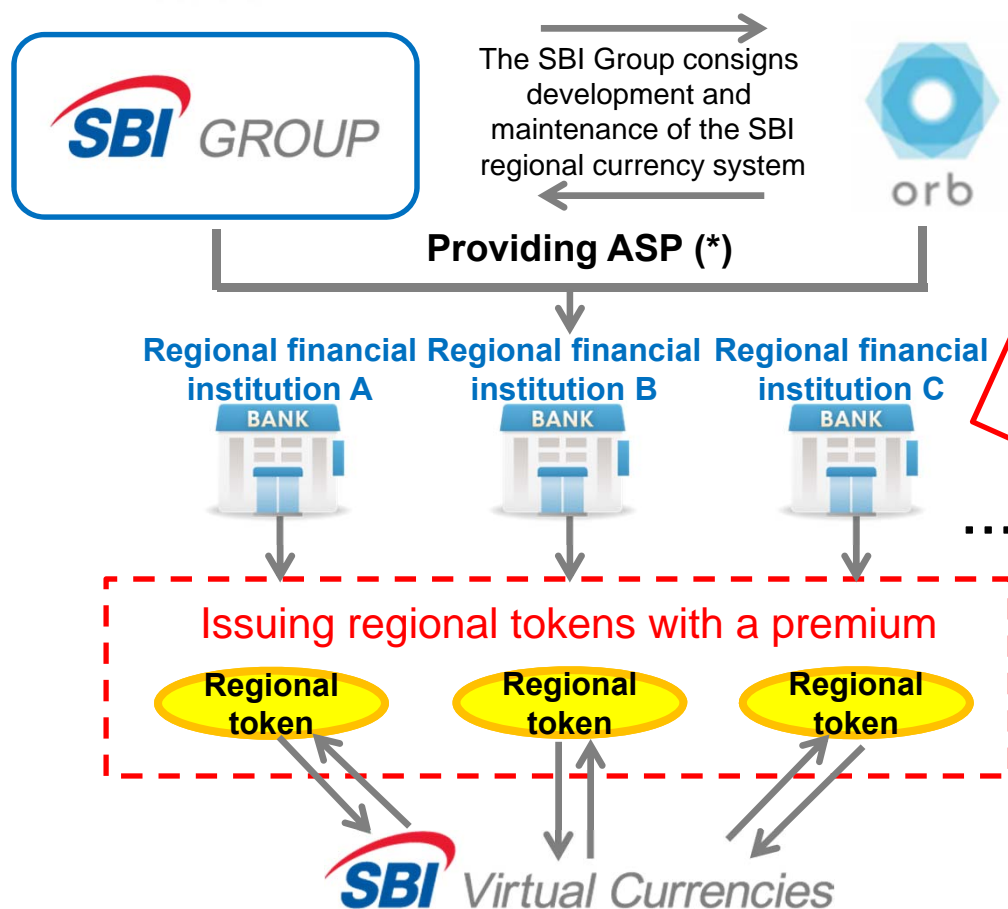 SBI GROUP
The SBI Group consigns
development and
maintenance of the SBI
regional currency system
orb
Providing ASP (*)
Regional financial
institution A
Regional financial
institution B
Regional financial
institution C
BANK
BANK
BANK
...
Issuing regional tokens with a premium
Regional
token
Regional
token
Regional
token
SBI Virtual Currencies